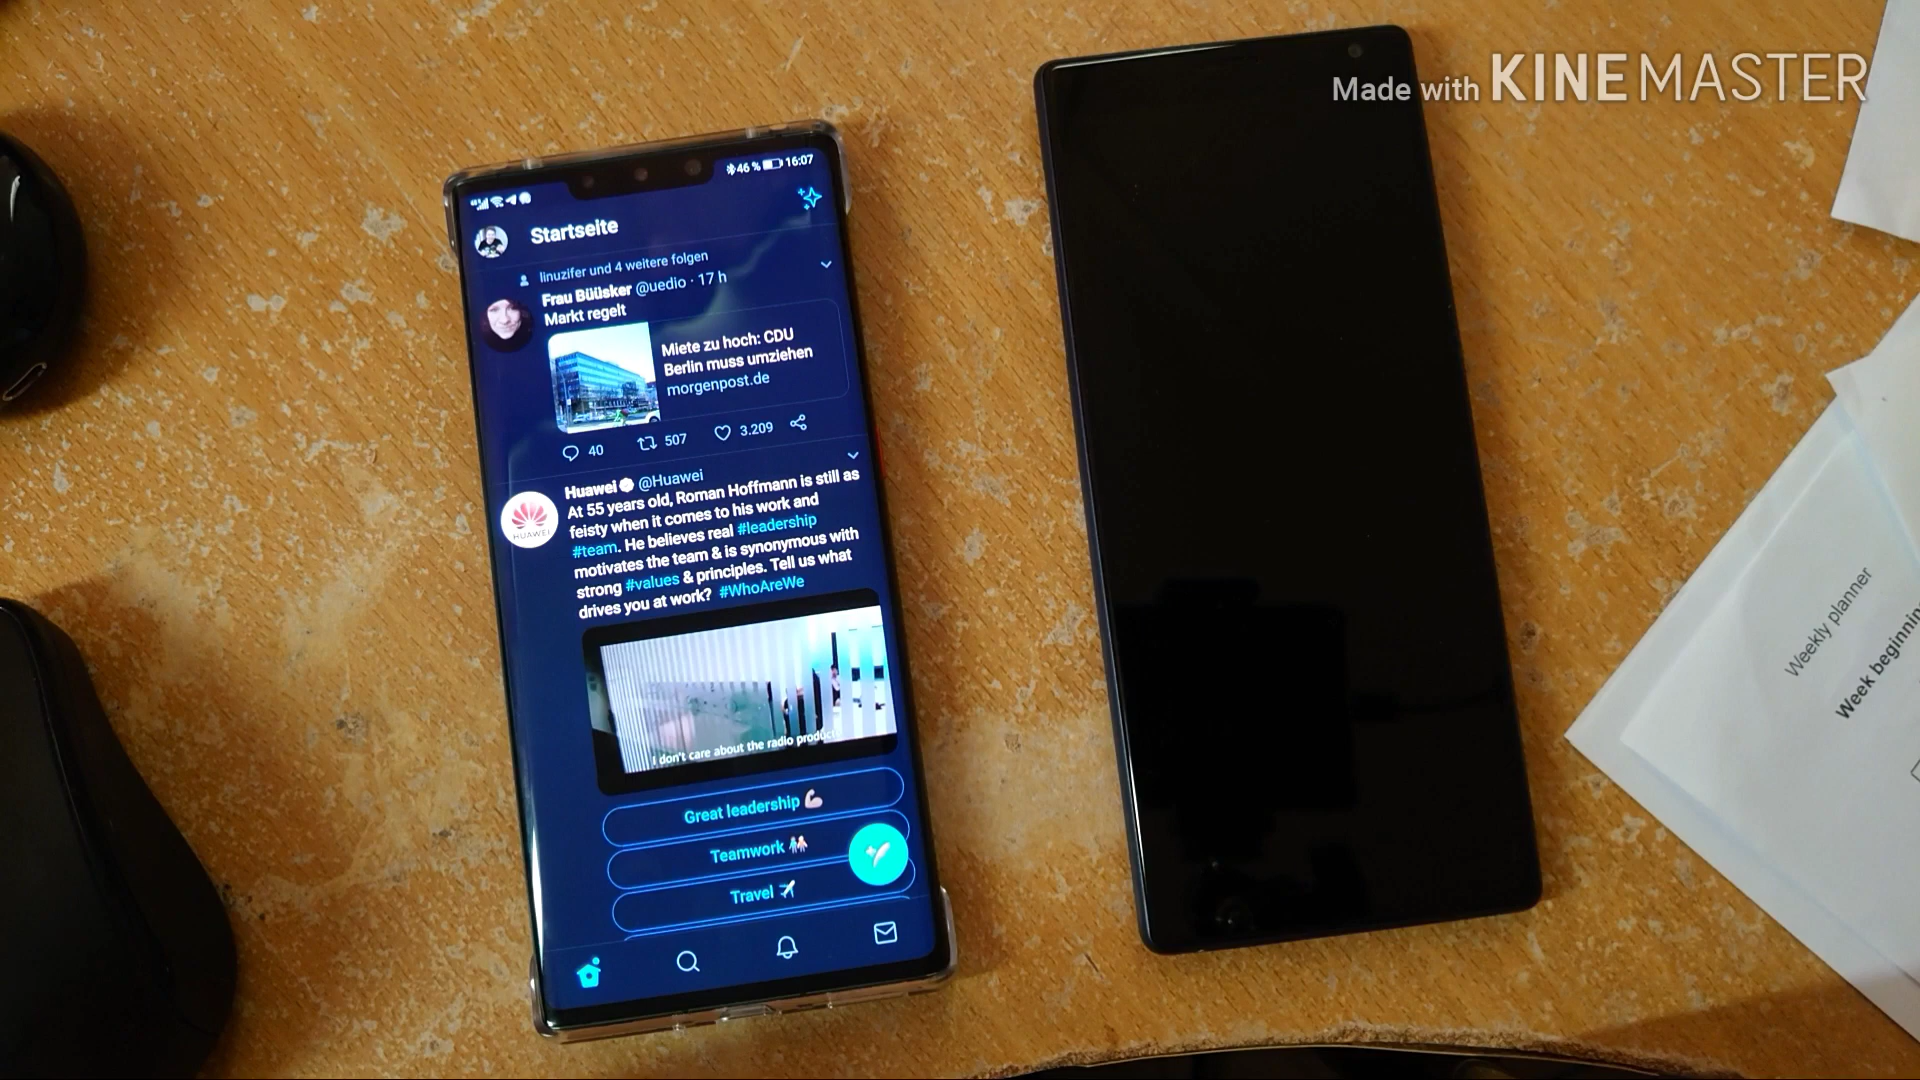 Made with KINEMASTER
46 % 16:07
Startseite
linuzifer und 4 weitere folgen
Frau Büüsker @uedio · 17 h
Markt regelt
Miete zu hoch: CDU
Berlin muss umziehen
morgenpost.de
40 507 3.209
Huawei @Huawei
At 55 years old, Roman Hoffmann is still as
feisty when it comes to his work and
#team. He believes real #leadership
motivates the team & is synonymous with
strong #values & principles. Tell us what
drives you at work? #WhoAreWe
HUAWEI
I don't care about the radio product
Great leadership 💪
Teamwork 👫
Travel ✈
Weekly planner
Week beginnin